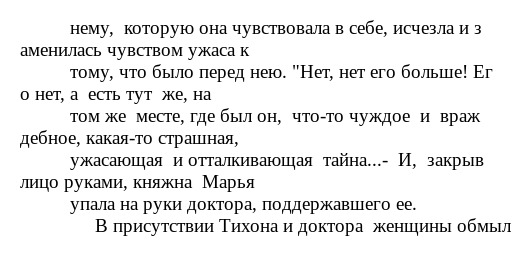 нему,  которую она чувствовала в себе, исчезла и з
аменилась чувством ужаса к
тому, что было перед нею. "Нет, нет его больше! Ег
о нет, а  есть тут  же, на
том же  месте, где был он,  что-то чуждое  и  враж
дебное, какая-то страшная,
ужасающая  и отталкивающая  тайна...-  И,  закрыв
лицо руками, княжна  Марья
упала на руки доктора, поддержавшего ее.
В присутствии Тихона и доктора  женщины обмыл